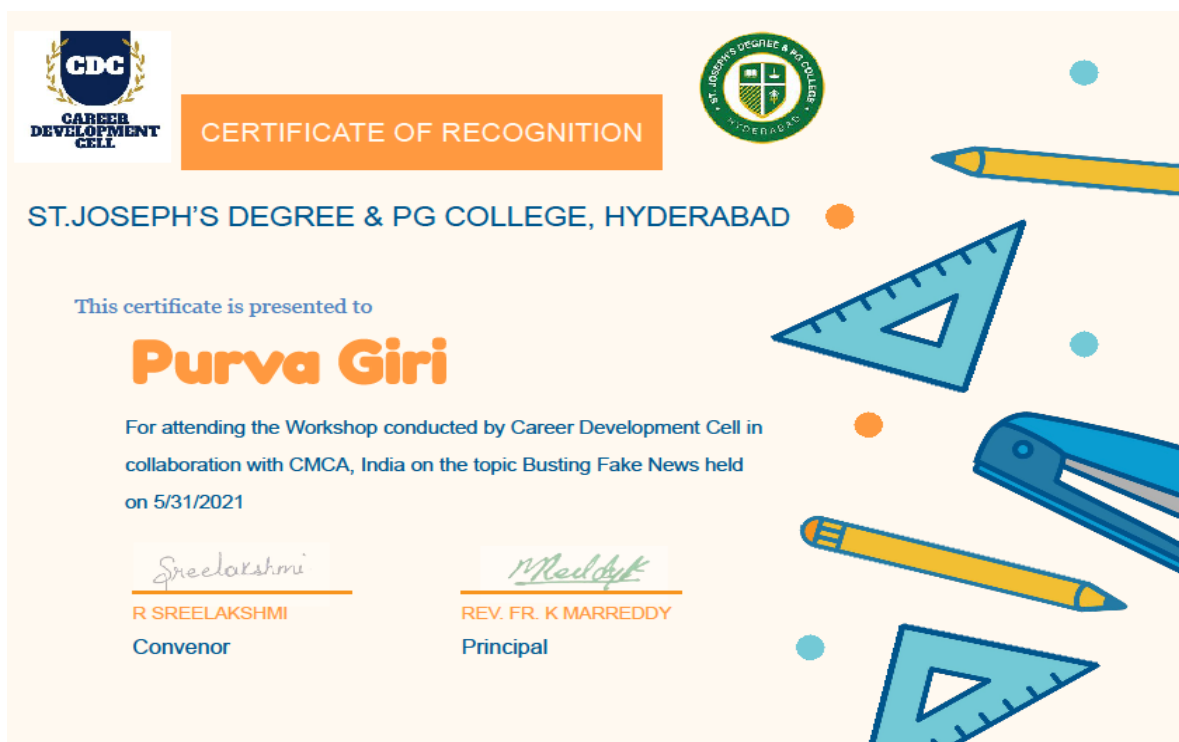 CDC
CAREER
DEVELOPMENT
CELL
CERTIFICATE OF RECOGNITION
ST. JOSEPH'S DEGREE & PG COLLEGE
HYDERABAD
ST.JOSEPH'S DEGREE & PG COLLEGE, HYDERABAD
This certificate is presented to
Purva Giri
For attending the Workshop conducted by Career Development Cell in
collaboration with CMCA, India on the topic Busting Fake News held
on 5/31/2021
Sreelakshmi
MReddyK
R SREELAKSHMI
REV. FR. K MARREDDY
Convenor
Principal